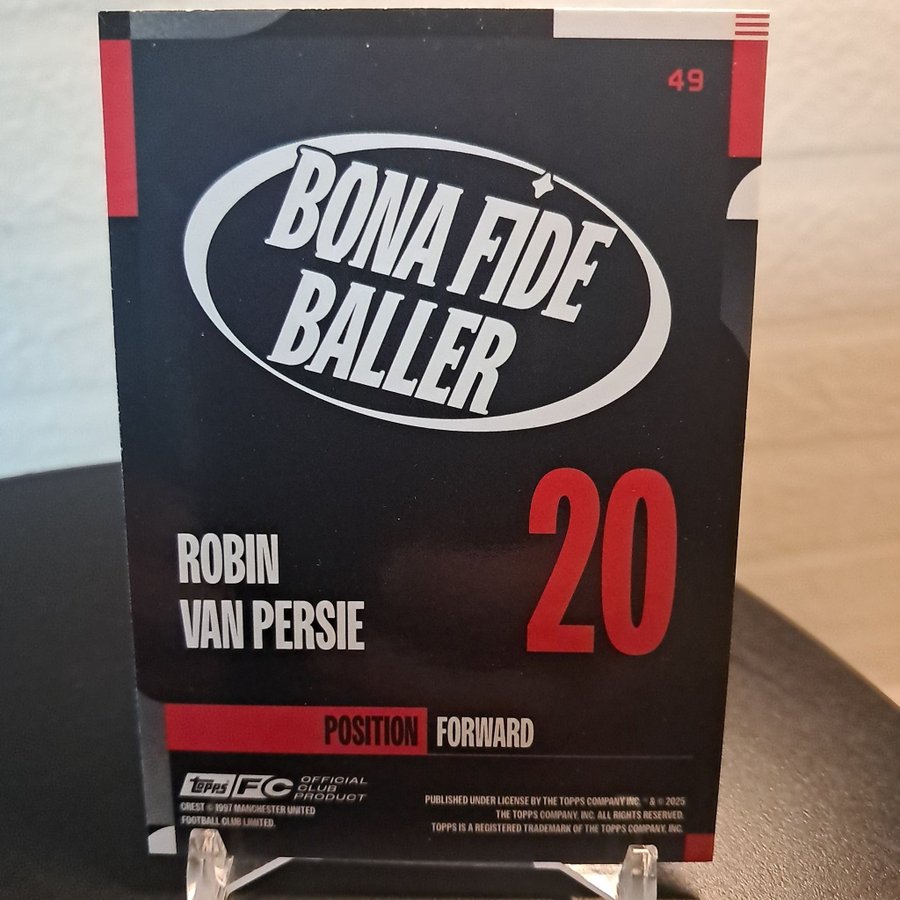 49
BONA FIDE
BALLER
20
ROBIN
VAN PERSIE
POSITION FORWARD
Topps FC OFFICIAL
CLUB
PRODUCT
CREST © 1997 MANCHESTER UNITED
FOOTBALL CLUB LIMITED.
PUBLISHED UNDER LICENSE BY THE TOPPS COMPANY INC. ® & © 2025
THE TOPPS COMPANY, INC. ALL RIGHTS RESERVED.
TOPPS IS A REGISTERED TRADEMARK OF THE TOPPS COMPANY, INC.